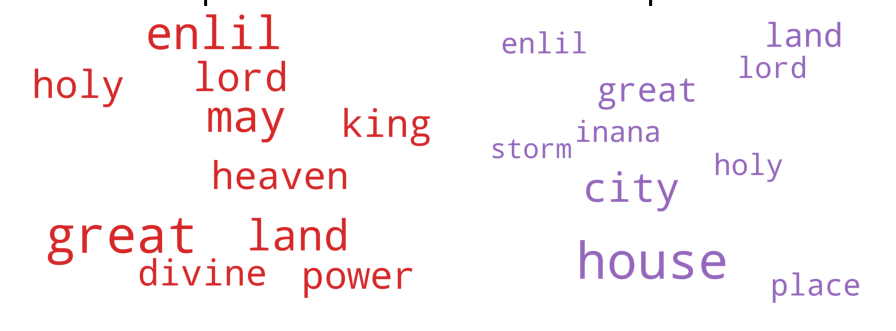 enlil
holy lord
may king
heaven
great land
divine power
enlil land
lord
great
inana
storm
holy
city
house
place